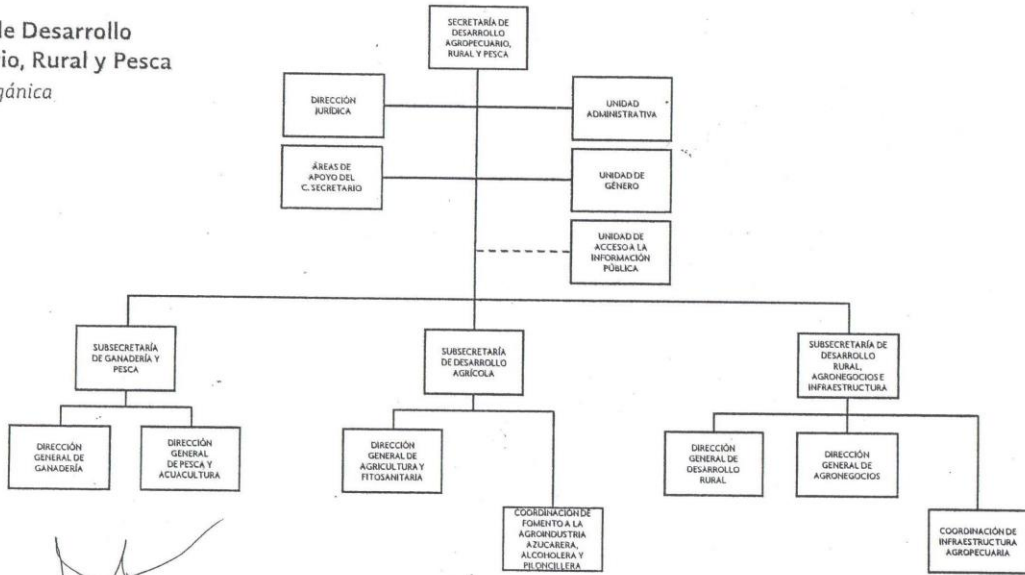 de Desarrollo
rio, Rural y Pesca
gánica
SECRETARÍA DE
DESARROLLO
AGROPECUARIO,
RURAL Y PESCA
DIRECCIÓN
JURÍDICA
UNIDAD
ADMINISTRATIVA
ÁREAS DE
APOYO DEL
C. SECRETARIO
UNIDAD DE
GÉNERO
UNIDAD DE
ACCESO A LA
INFORMACIÓN
PÚBLICA
SUBSECRETARÍA
DE GANADERÍA Y
PESCA
SUBSECRETARÍA
DE DESARROLLO
AGRÍCOLA
SUBSECRETARÍA DE
DESARROLLO
RURAL,
AGRONEGOCIOS E
INFRAESTRUCTURA
DIRECCIÓN
GENERAL DE
GANADERÍA
DIRECCIÓN
GENERAL
DE PESCA Y
ACUACULTURA
DIRECCIÓN
GENERAL DE
AGRICULTURA Y
FITOSANITARIA
DIRECCIÓN
GENERAL DE
DESARROLLO
RURAL
DIRECCIÓN
GENERAL DE
AGRONEGOCIOS
COORDINACIÓN DE
FOMENTO A LA
AGROINDUSTRIA
AZUCARERA,
ALCOHOLERA Y
PILONCILLERA
COORDINACIÓN DE
INFRAESTRUCTURA
AGROPECUARIA